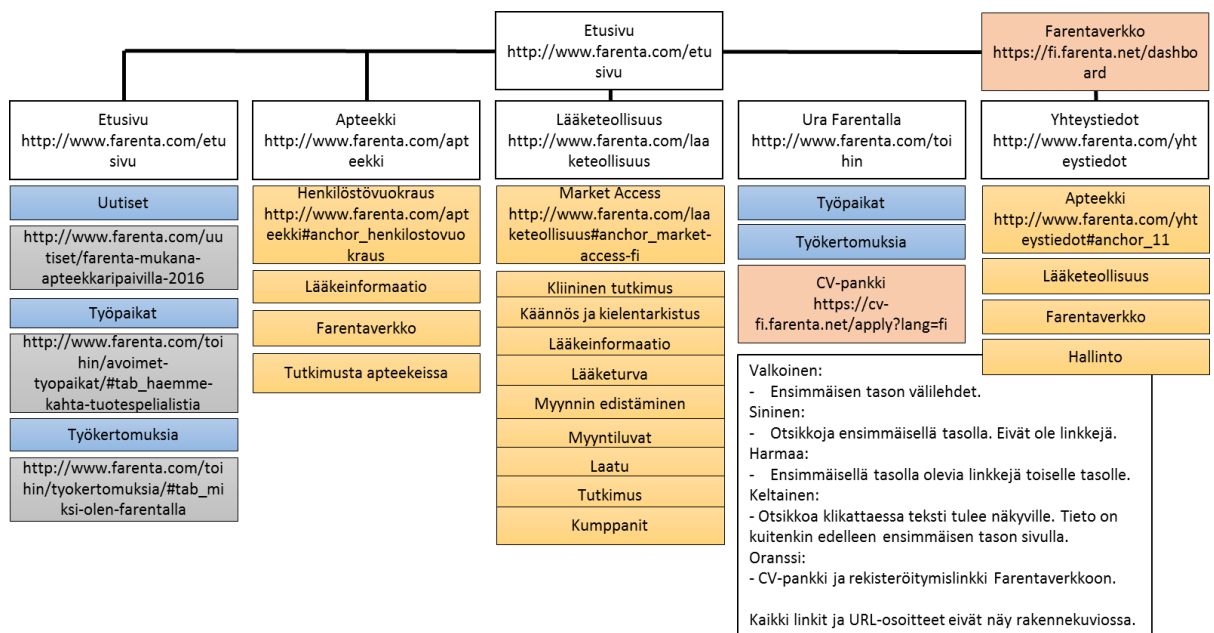 Etusivu
http://www.farenta.com/etu
sivu
Farentaverkko
https://fi.farenta.net/dashbo
ard
Etusivu
http://www.farenta.com/etu
sivu
Uutiset
http://www.farenta.com/uu
tiset/farenta-mukana-
apteekkaripaivilla-2016
Työpaikat
http://www.farenta.com/toi
hin/avoimet-
tyopaikat/#tab_haemme-
kahta-tuotespelialistia
Työkertomuksia
http://www.farenta.com/toi
hin/tyokertomuksia/#tab_mi
ksi-olen-farentalla
Apteekki
http://www.farenta.com/apt
eekki
Henkilöstövuokraus
http://www.farenta.com/apt
eekki#anchor_henkilostovuo
kraus
Lääkeinformaatio
Farentaverkko
Tutkimusta apteekeissa
Lääketeollisuus
http://www.farenta.com/laa
keteollisuus
Market Access
http://www.farenta.com/laa
keteollisuus#anchor_market-
access-fi
Kliininen tutkimus
Käännös ja kielentarkistus
Lääkeinformaatio
Lääketurva
Myynnin edistäminen
Myyntiluvat
Laatu
Tutkimus
Kumppanit
Ura Farentalla
http://www.farenta.com/toi
hin
Työpaikat
Työkertomuksia
CV-pankki
https://cv-
fi.farenta.net/apply?lang=fi
Yhteystiedot
http://www.farenta.com/yht
eystiedot
Apteekki
http://www.farenta.com/yht
eystiedot#anchor_11
Lääketeollisuus
Farentaverkko
Hallinto
Valkoinen:
- Ensimmäisen tason välilehdet.
Sininen:
- Otsikkoja ensimmäisellä tasolla. Eivät ole linkkejä.
Harmaa:
- Ensimmäisellä tasolla olevia linkkejä toiselle tasolle.
Keltainen:
- Otsikkoa klikattaessa teksti tulee näkyville. Tieto on
kuitenkin edelleen ensimmäisen tason sivulla.
Oranssi:
- CV-pankki ja rekisteröitymislinkki Farentaverkkoon.
Kaikki linkit ja URL-osoitteet eivät näy rakennekuviossa.